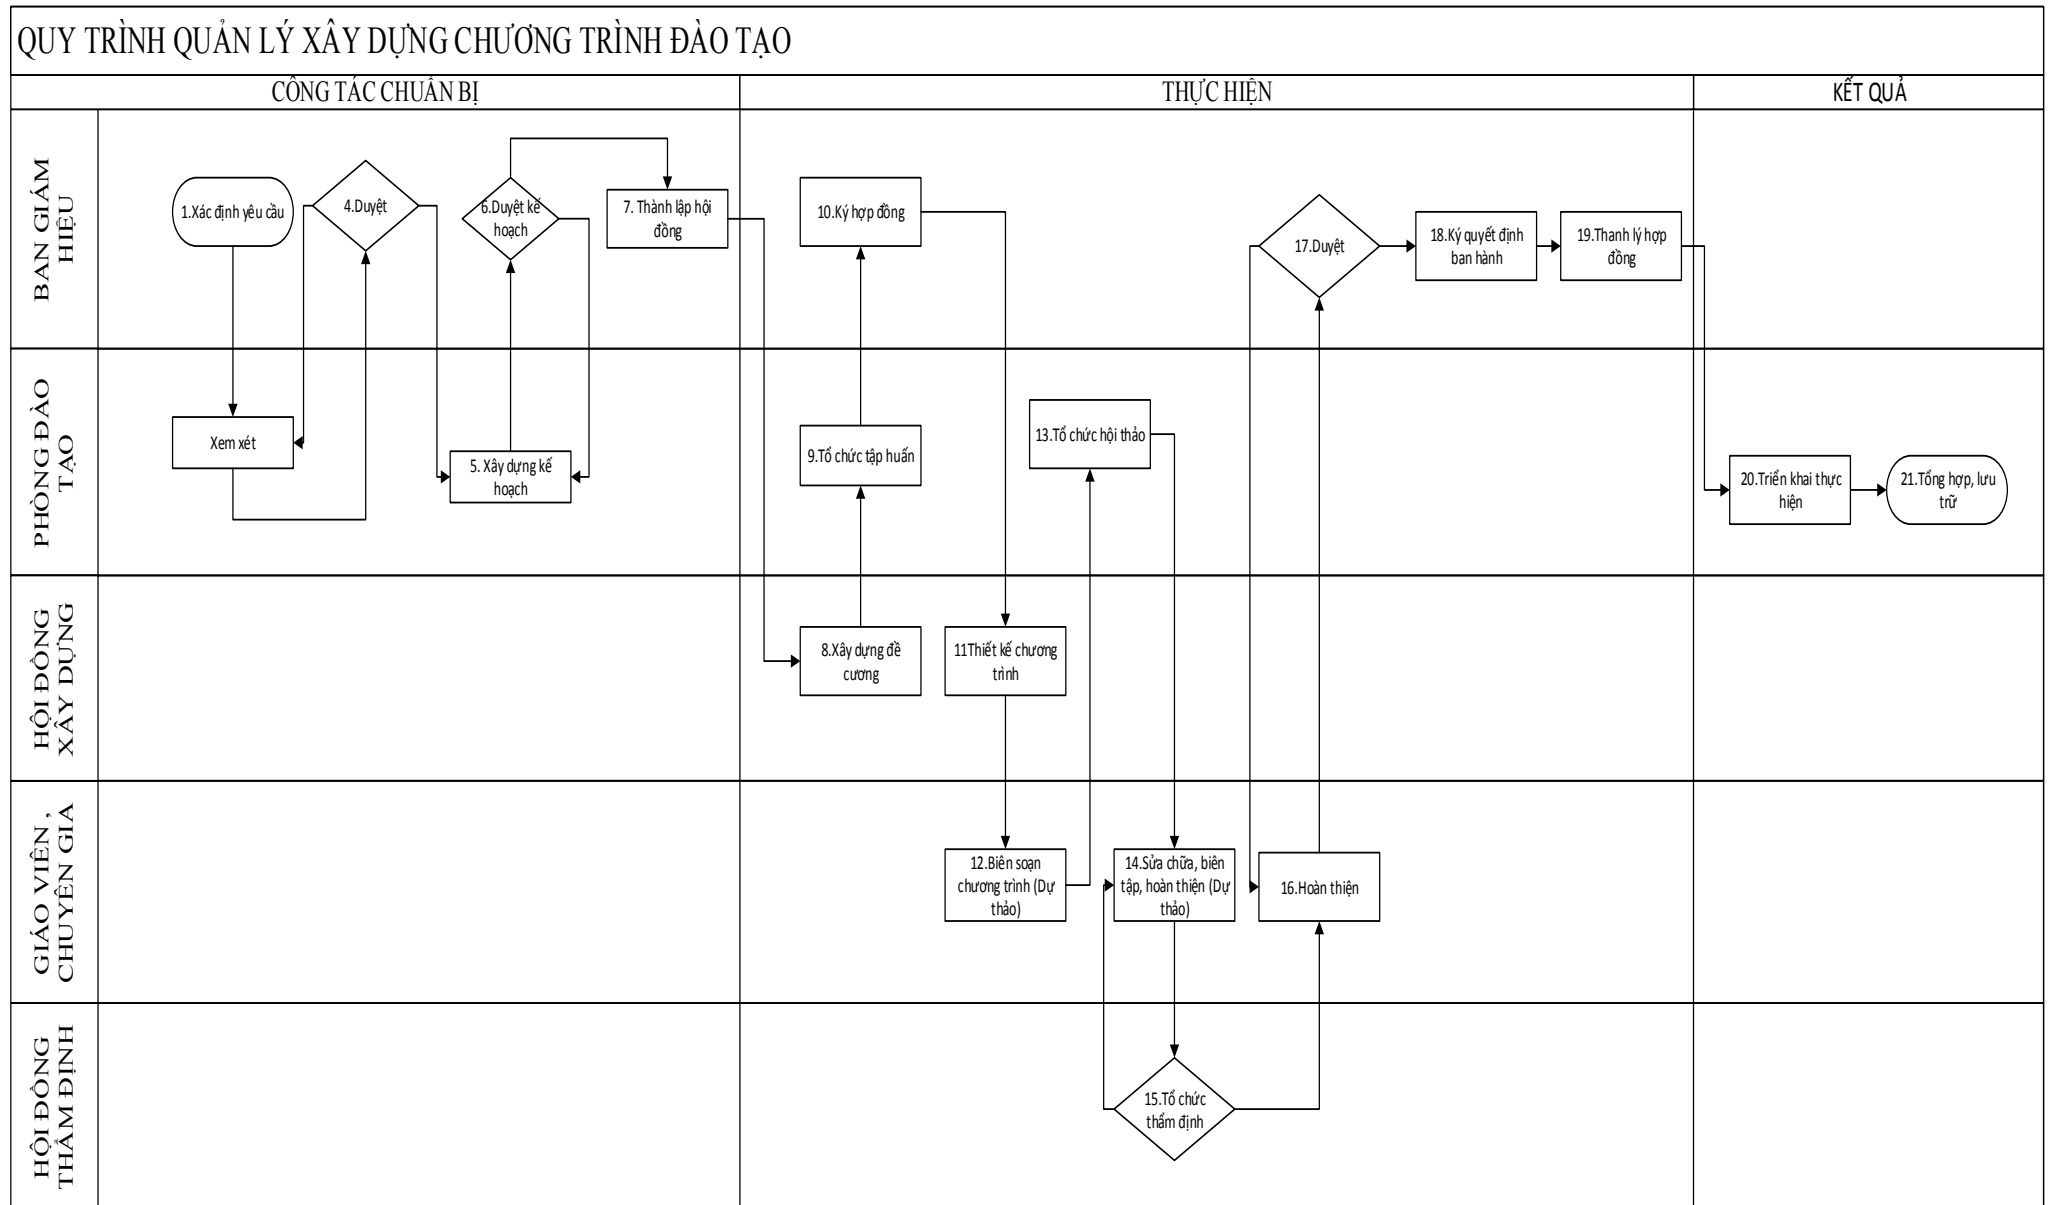 QUY TRÌNH QUẢN LÝ XÂY DỰNG CHƯƠNG TRÌNH ĐÀO TẠO
CÔNG TÁC CHUẨN BỊ
THỰC HIỆN
KẾT QUẢ
BAN GIÁM
HIỆU
1.Xác định yêu cầu
4.Duyệt
6.Duyệt kế
hoạch
7. Thành lập hội
đồng
10.Ký hợp đồng
17.Duyệt
18.Ký quyết định
ban hành
19.Thanh lý hợp
đồng
PHÒNG ĐÀO
TẠO
Xem xét
5. Xây dựng kế
hoạch
9.Tổ chức tập huấn
13.Tổ chức hội thảo
20.Triển khai thực
hiện
21.Tổng hợp, lưu
trữ
HỘI ĐỒNG
XÂY DỰNG
8.Xây dựng đề
cương
11Thiết kế chương
trình
GIÁO VIÊN ,
CHUYÊN GIA
12.Biên soạn
chương trình (Dự
thảo)
14.Sửa chữa, biên
tập, hoàn thiện (Dự
thảo)
16.Hoàn thiện
HỘI ĐỒNG
THẨM ĐỊNH
15.Tổ chức
thẩm định